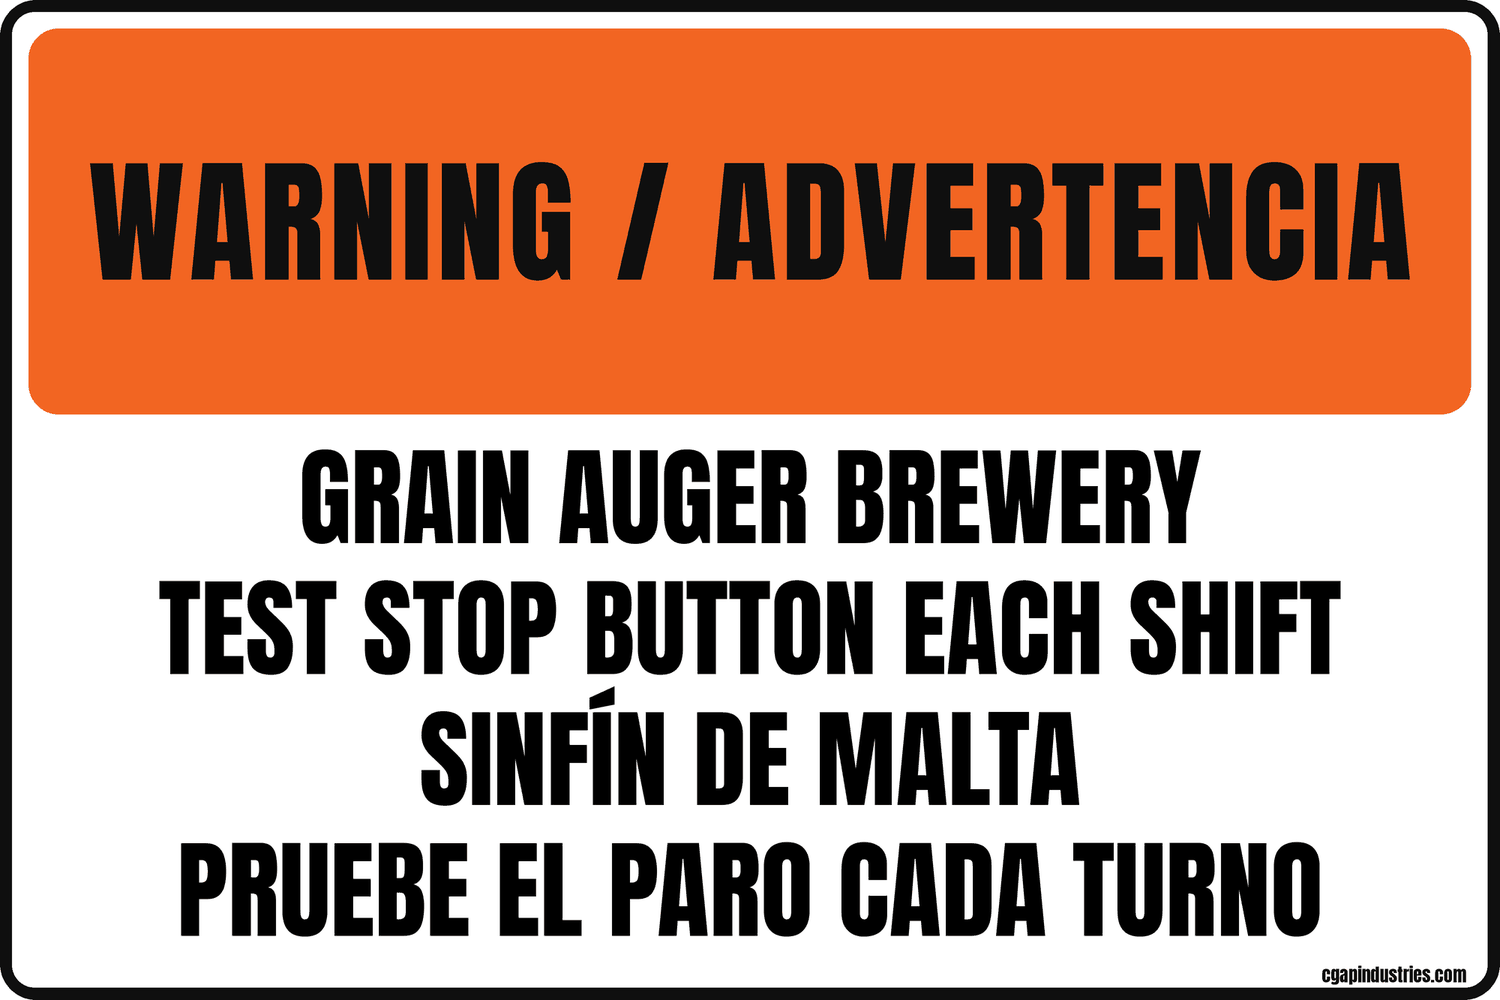 WARNING / ADVERTENCIA
GRAIN AUGER BREWERY
TEST STOP BUTTON EACH SHIFT
SINFÍN DE MALTA
PRUEBE EL PARO CADA TURNO
cgapindustries.com